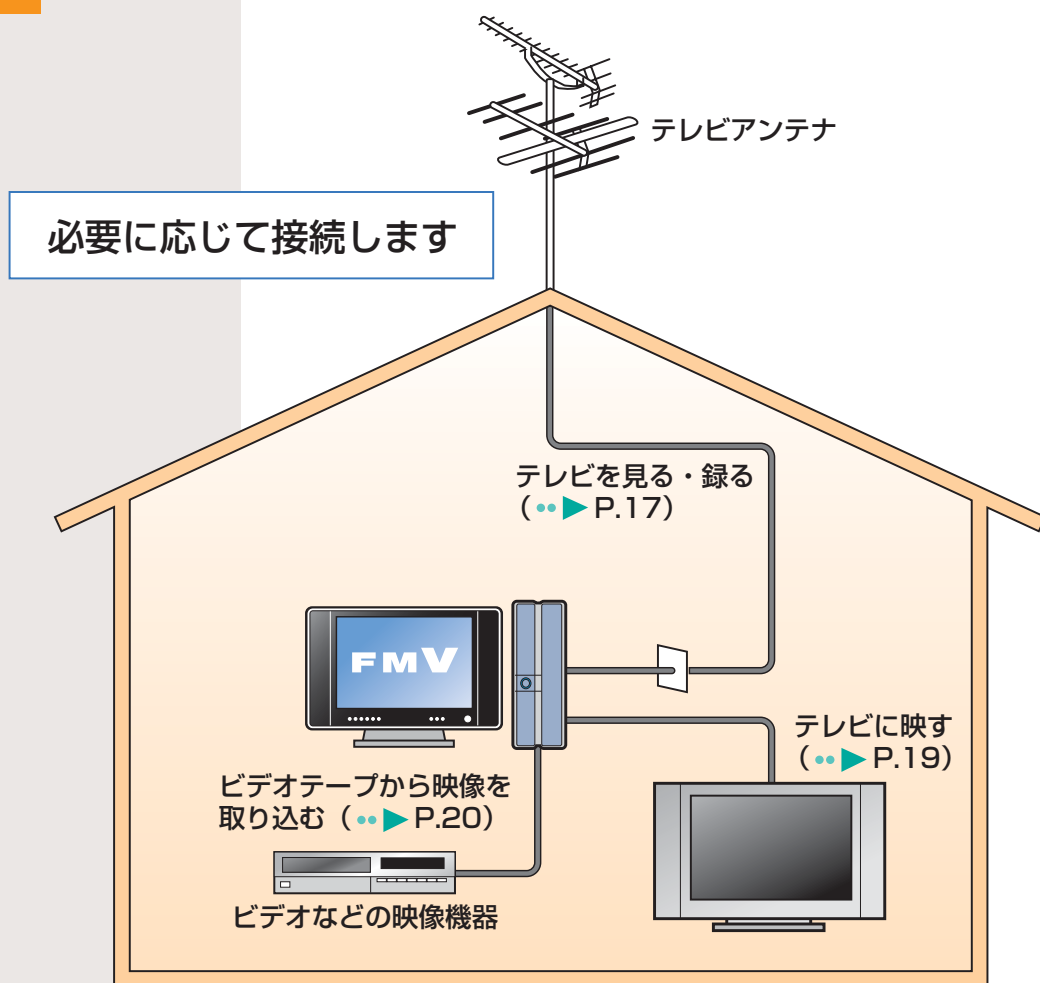 テレビアンテナ
必要に応じて接続します
テレビを見る・録る
（••▶P.17）
FMV
テレビに映す
（••▶P.19）
ビデオテープから映像を
取り込む（••▶P.20）
ビデオなどの映像機器